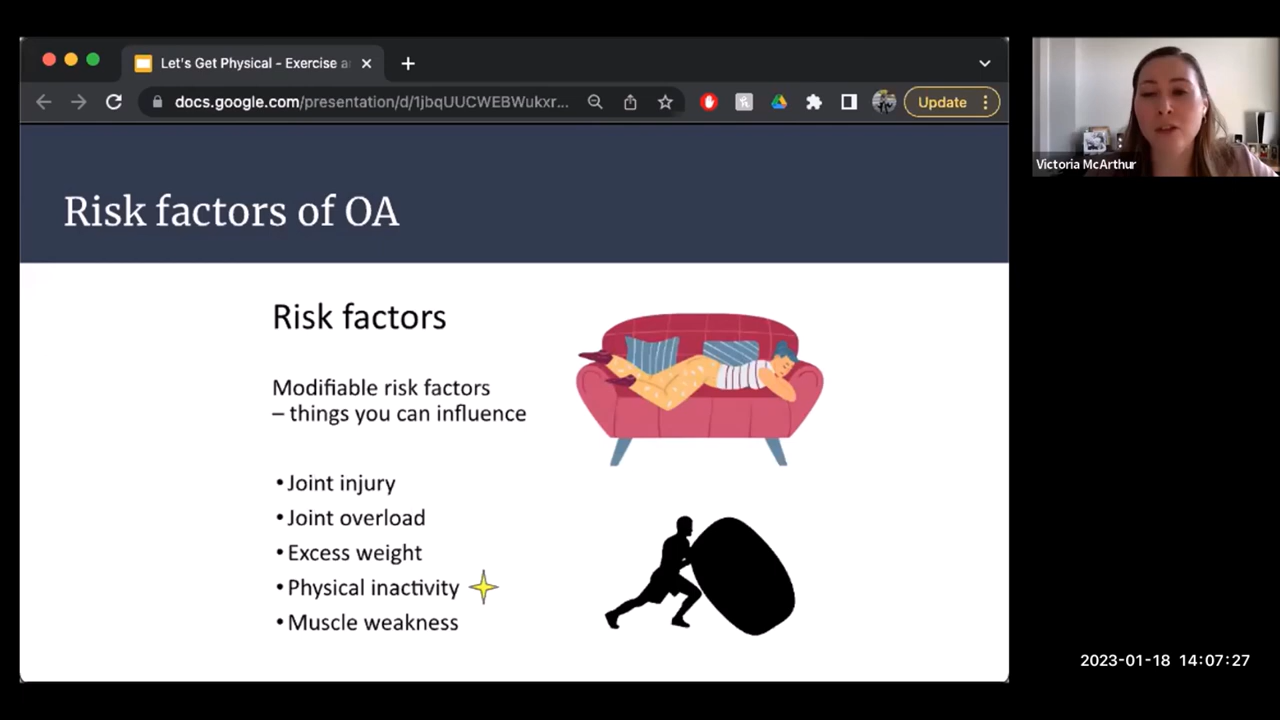 Let's Get Physical - Exercise a
docs.google.com/presentation/d/1jbqUUCWEBWukxr...
Update
Victoria McArthur
Risk factors of OA
Risk factors
Modifiable risk factors
– things you can influence
• Joint injury
• Joint overload
• Excess weight
• Physical inactivity
• Muscle weakness
2023-01-18 14:07:27